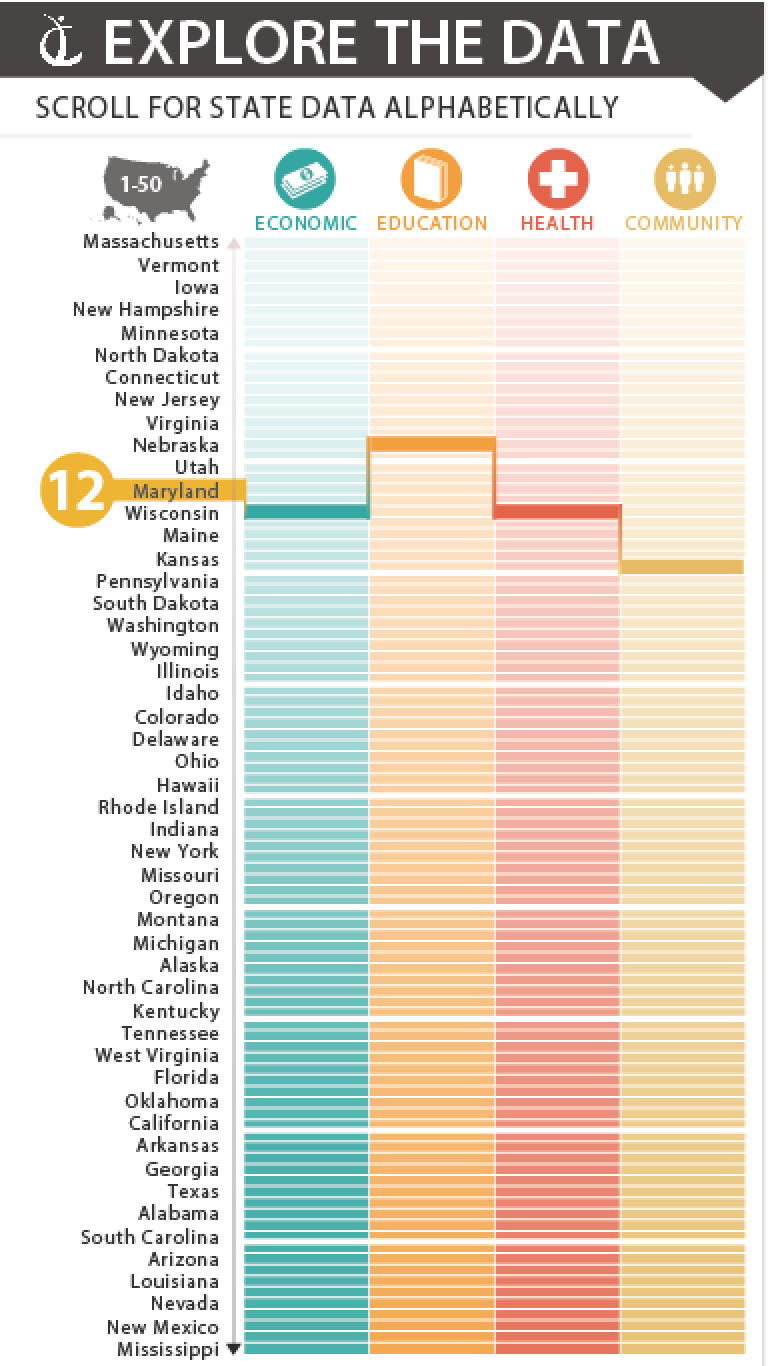 EXPLORE THE DATA
SCROLL FOR STATE DATA ALPHABETICALLY
1-50
ECONOMIC EDUCATION HEALTH COMMUNITY
Massachusetts
Vermont
Iowa
New Hampshire
Minnesota
North Dakota
Connecticut
New Jersey
Virginia
Nebraska
Utah
12 Maryland
Wisconsin
Maine
Kansas
Pennsylvania
South Dakota
Washington
Wyoming
Illinois
Idaho
Colorado
Delaware
Ohio
Hawaii
Rhode Island
Indiana
New York
Missouri
Oregon
Montana
Michigan
Alaska
North Carolina
Kentucky
Tennessee
West Virginia
Florida
Oklahoma
California
Arkansas
Georgia
Texas
Alabama
South Carolina
Arizona
Louisiana
Nevada
New Mexico
Mississippi